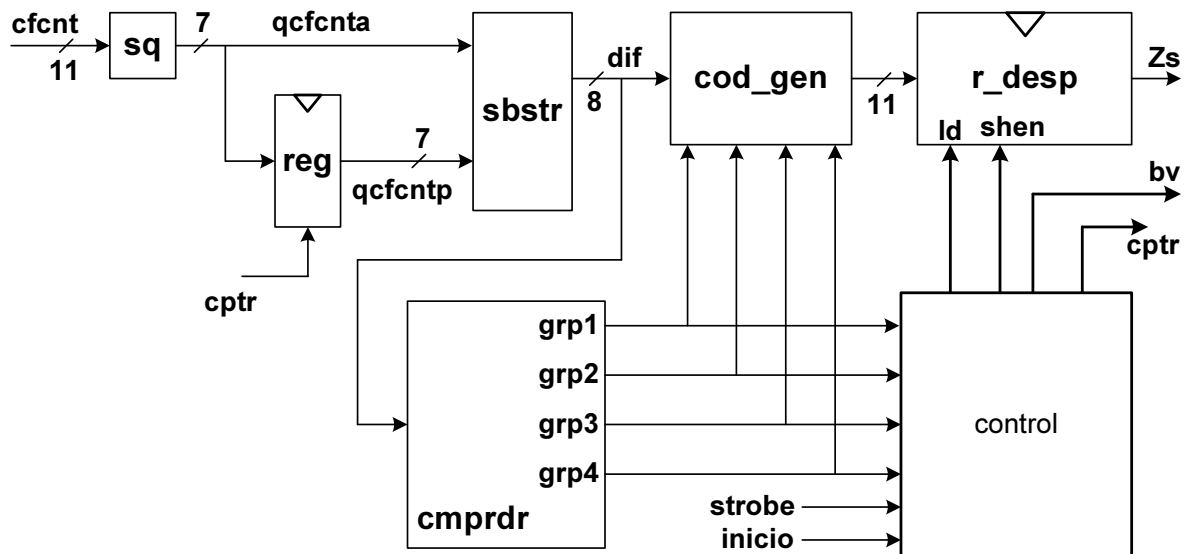 cfcnt
11
sq
7
qcfcnta
reg
7
qcfcntp
cptr
sbstr
dif
8
cod_gen
11
r_desp
ld
shen
Zs
bv
cptr
grp1
grp2
grp3
grp4
cmprdr
strobe
inicio
control